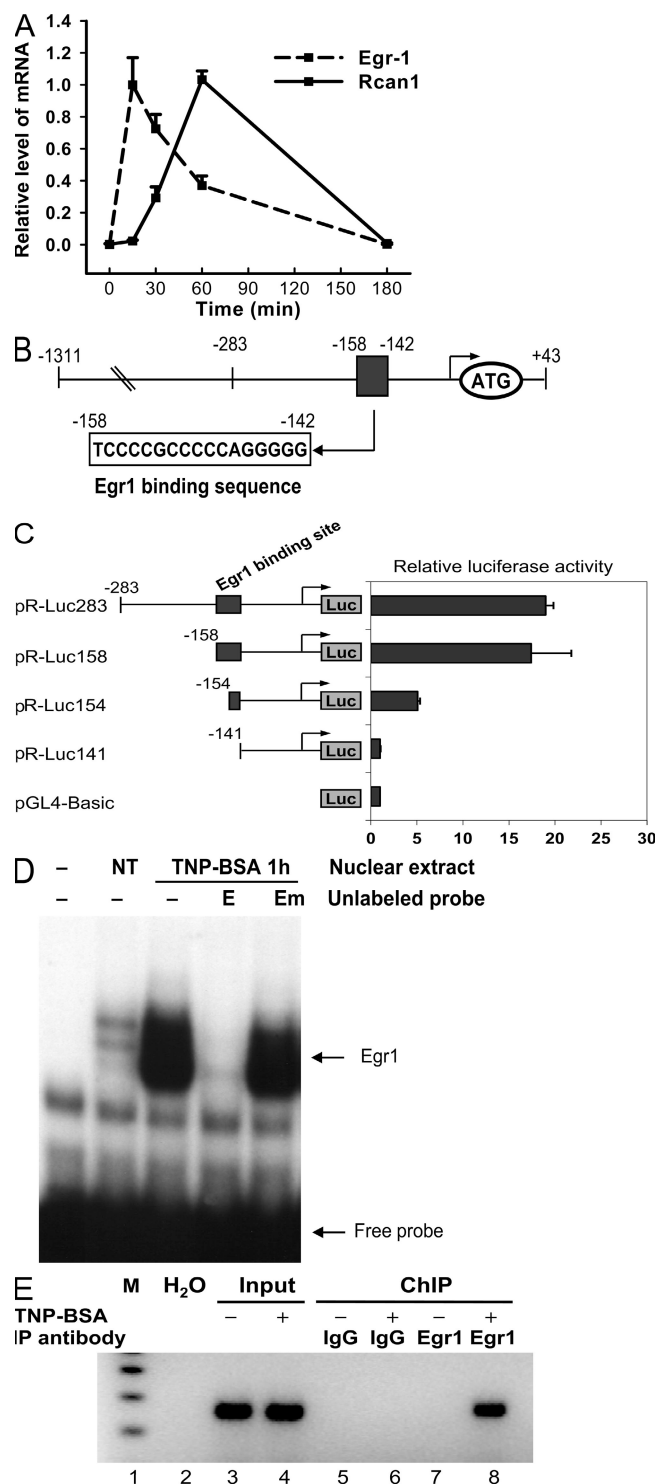 A
Relative level of mRNA
1.4
1.2
1.0
0.8
0.6
0.4
0.2
0.0
Egr-1
Rcan1
0 30 60 90 120 150 180
Time (min)
B
-1311 -283 -158 -142 +43
ATG
-158 -142
TCCCCGCCCCCAGGGGG
Egr1 binding sequence
C
Egr1 binding site
Relative luciferase activity
-283
pR-Luc283 Luc
-158
pR-Luc158 Luc
-154
pR-Luc154 Luc
-141
pR-Luc141 Luc
pGL4-Basic Luc
0 5 10 15 20 25 30
D
– NT TNP-BSA 1h Nuclear extract
– – – E Em Unlabeled probe
Egr1
Free probe
E
M H2O Input ChIP
TNP-BSA – + – + – +
IP antibody IgG IgG Egr1 Egr1
1 2 3 4 5 6 7 8